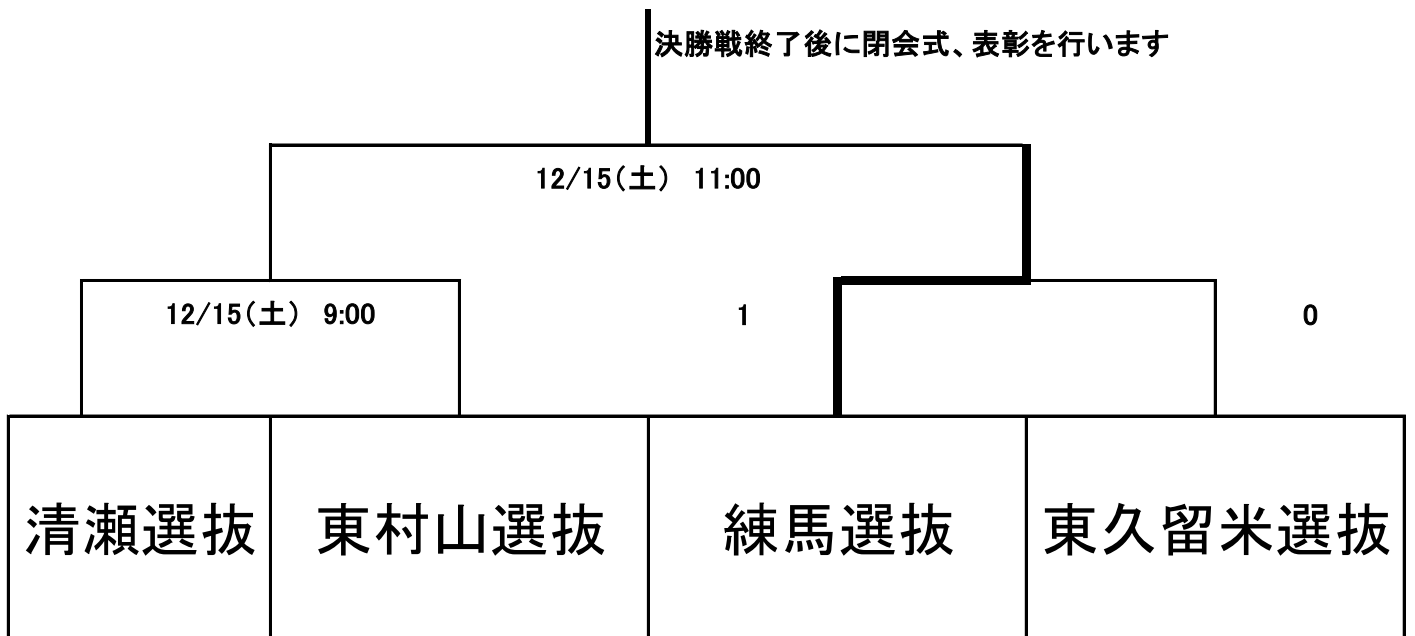 決勝戦終了後に閉会式、表彰を行います
12/15(土) 11:00
12/15(土) 9:00
1
0
清瀬選抜
東村山選抜
練馬選抜
東久留米選抜